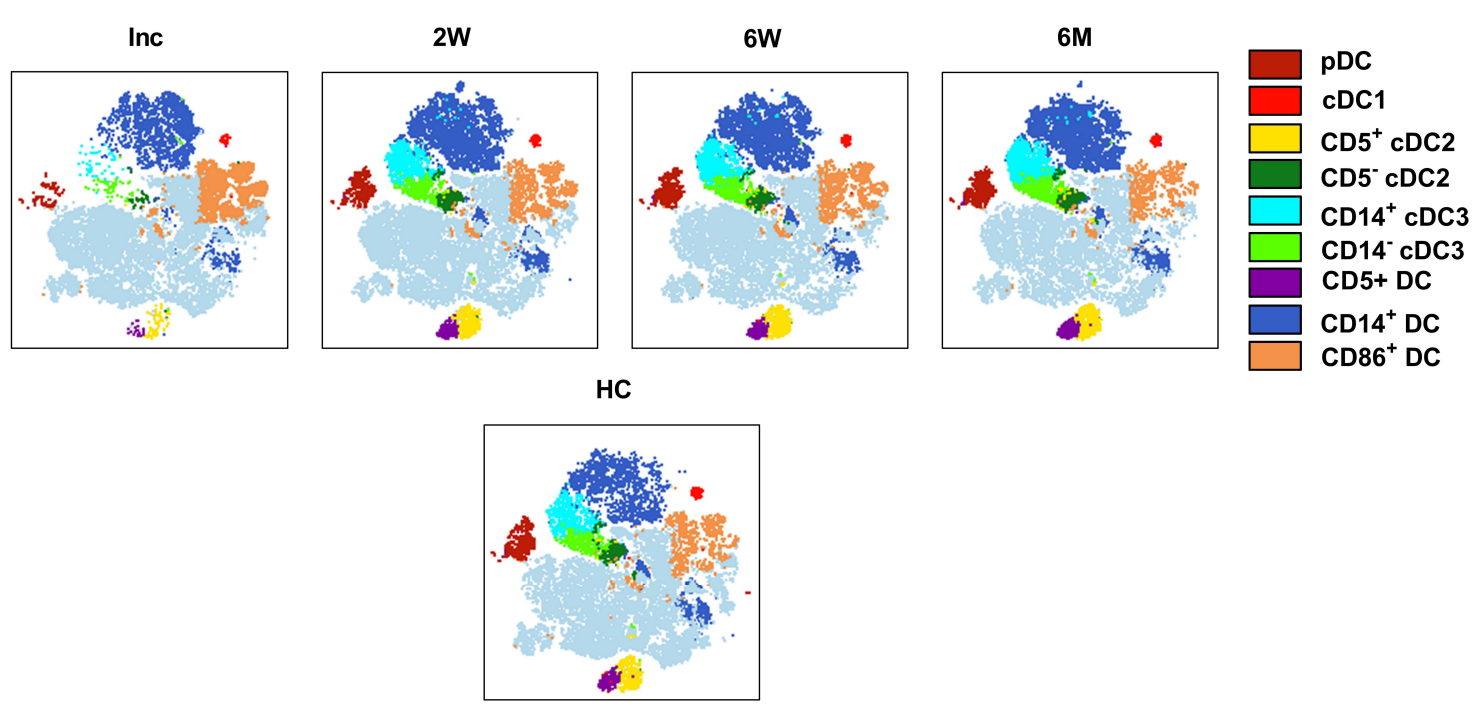 Inc
2W
6W
6M
pDC
cDC1
CD5⁺ cDC2
CD5⁻ cDC2
CD14⁺ cDC3
CD14⁻ cDC3
CD5+ DC
CD14⁺ DC
CD86⁺ DC
HC